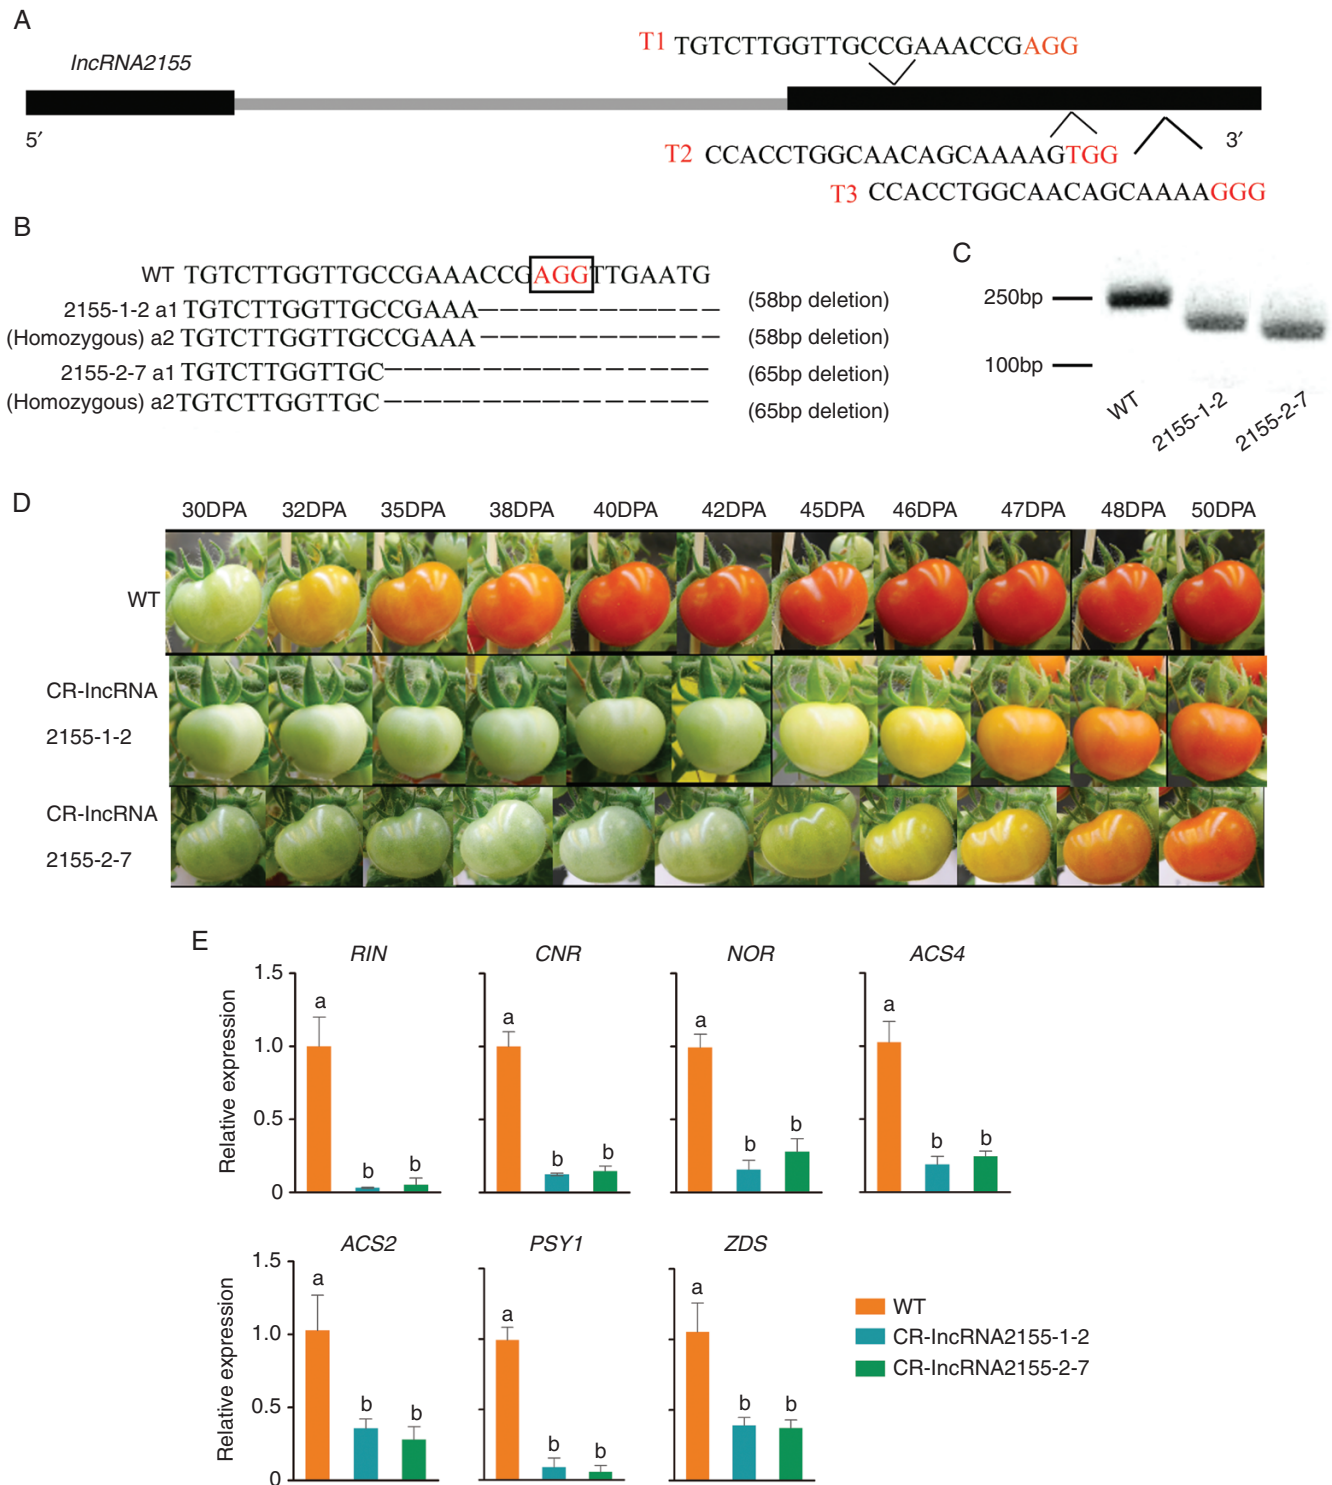 A
lncRNA2155
T1 TGTCTTGGTTGCCGAAACCGAGG
5′
3′
T2 CCACCTGGCAACAGCAAAAGTGG
T3 CCACCTGGCAACAGCAAAAGGG
B
WT TGTCTTGGTTGCCGAAACCGAGGTTGAATG
2155-1-2 a1 TGTCTTGGTTGCCGAAA------------ (58bp deletion)
(Homozygous) a2 TGTCTTGGTTGCCGAAA------------ (58bp deletion)
2155-2-7 a1 TGTCTTGGTTGC----------------- (65bp deletion)
(Homozygous) a2 TGTCTTGGTTGC----------------- (65bp deletion)
C
250bp
100bp
WT 2155-1-2 2155-2-7
D
30DPA 32DPA 35DPA 38DPA 40DPA 42DPA 45DPA 46DPA 47DPA 48DPA 50DPA
WT
CR-lncRNA
2155-1-2
CR-lncRNA
2155-2-7
E
RIN CNR NOR ACS4
Relative expression
1.5
1.0
0.5
0
a b b
a b b
a b b
a b b
ACS2 PSY1 ZDS
Relative expression
1.5
1.0
0.5
0
a b b
a b b
a b b
WT
CR-lncRNA2155-1-2
CR-lncRNA2155-2-7